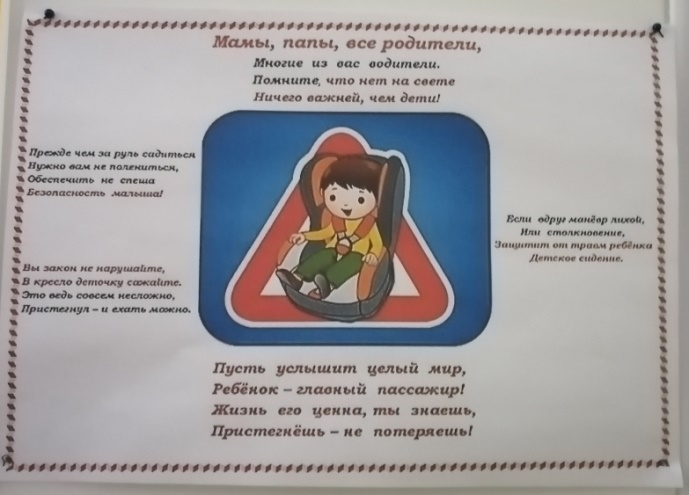 Мамы, папы, все родители,
Многие из вас водители.
Помните, что нет на свете
Ничего важней, чем дети!
Прежде чем за руль садиться
Нужно вам не полениться,
Обеспечить не спеша
Безопасность малыша!
Вы закон не нарушайте,
В кресло деточку сажайте.
Это ведь совсем несложно,
Пристегнул – и ехать можно.
Если вдруг манёвр лихой,
Или столкновение,
Защитит от травм ребёнка
Детское сидение.
Пусть услышит целый мир,
Ребёнок – главный пассажир!
Жизнь его ценна, ты знаешь,
Пристегнёшь – не потеряешь!